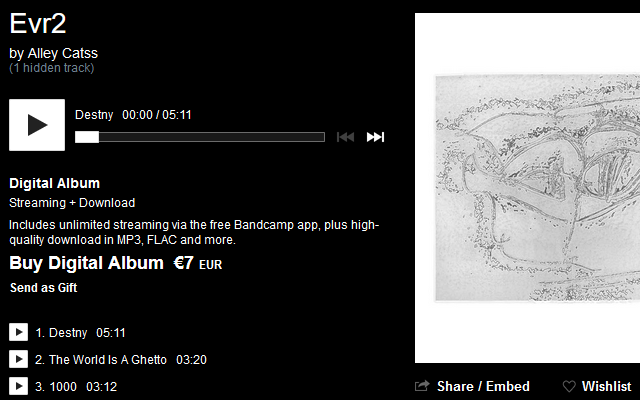 Evr2
by Alley Catss
(1 hidden track)
Destny 00:00 / 05:11
Digital Album
Streaming + Download
Includes unlimited streaming via the free Bandcamp app, plus high-
quality download in MP3, FLAC and more.
Buy Digital Album €7 EUR
Send as Gift
1. Destny 05:11
2. The World Is A Ghetto 03:20
3. 1000 03:12
Share / Embed
Wishlist